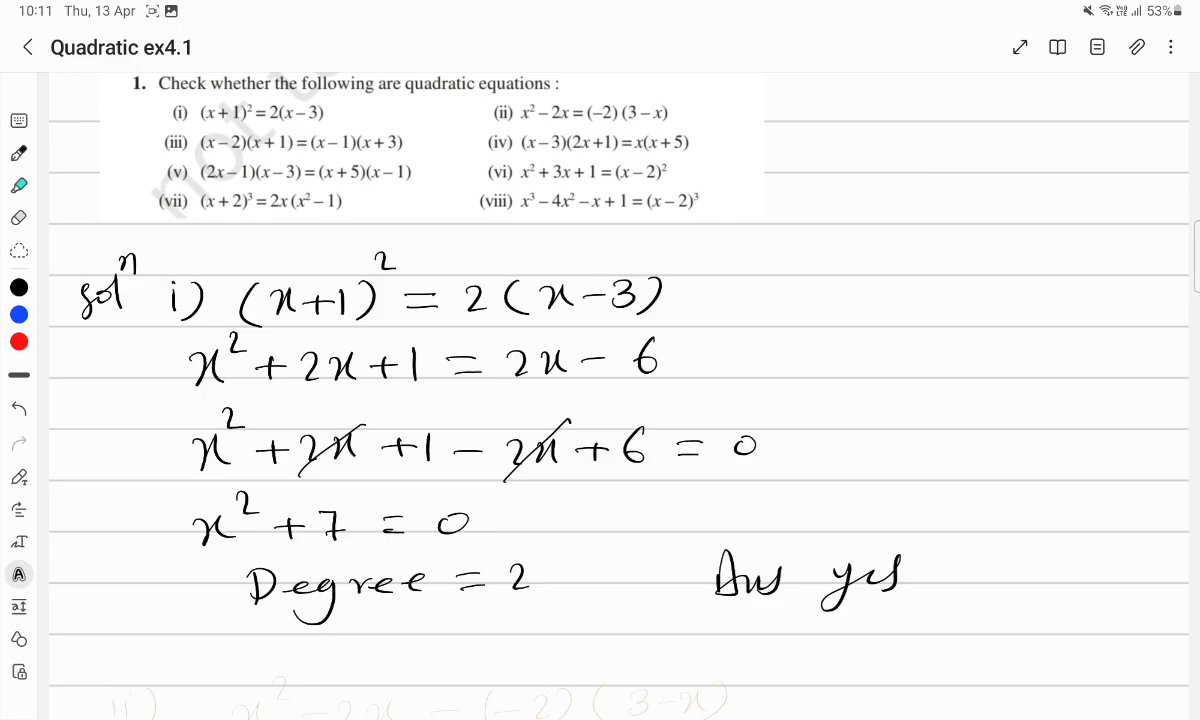 10:11 Thu, 13 Apr 53%
Quadratic ex4.1
1. Check whether the following are quadratic equations :
(i) (x + 1)² = 2(x – 3) (ii) x² – 2x = (–2) (3 – x)
(iii) (x – 2)(x + 1) = (x – 1)(x + 3) (iv) (x – 3)(2x +1) = x(x + 5)
(v) (2x – 1)(x – 3) = (x + 5)(x – 1) (vi) x² + 3x + 1 = (x – 2)²
(vii) (x + 2)³ = 2x (x² – 1) (viii) x³ – 4x² – x + 1 = (x – 2)³
solⁿ i) (x+1)² = 2(x-3)
x² + 2x + 1 = 2x - 6
x² + 2x + 1 - 2x + 6 = 0
x² + 7 = 0
Degree = 2 Ans yes
ii) x² - 2x = (-2) (3-x)